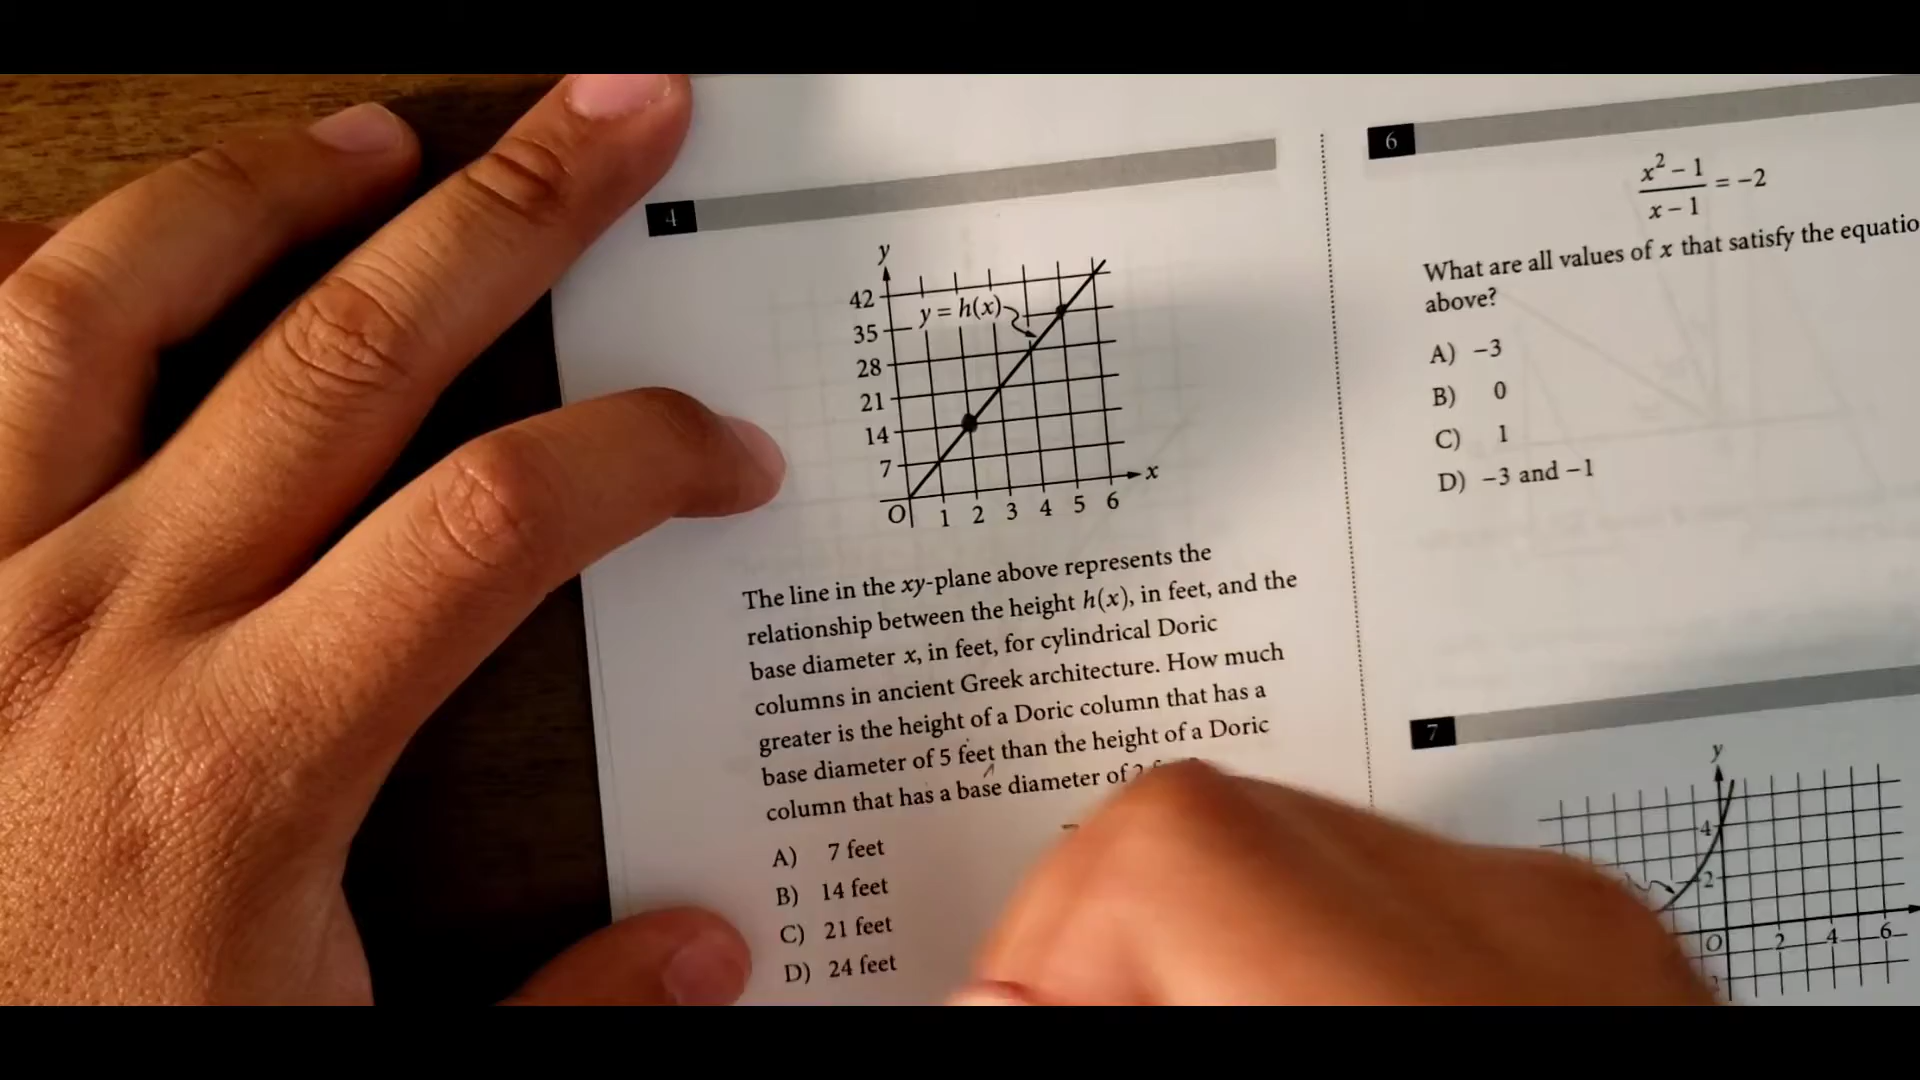 4
y
42
y = h(x)
35
28
21
14
7
x
O 1 2 3 4 5 6
The line in the xy-plane above represents the
relationship between the height h(x), in feet, and the
base diameter x, in feet, for cylindrical Doric
columns in ancient Greek architecture. How much
greater is the height of a Doric column that has a
base diameter of 5 feet than the height of a Doric
column that has a base diameter of
A) 7 feet
B) 14 feet
C) 21 feet
D) 24 feet
6
x² − 1
x − 1
= −2
What are all values of x that satisfy the equatio
above?
A) −3
B) 0
C) 1
D) −3 and −1
7
y
4
2
O 2 4 6